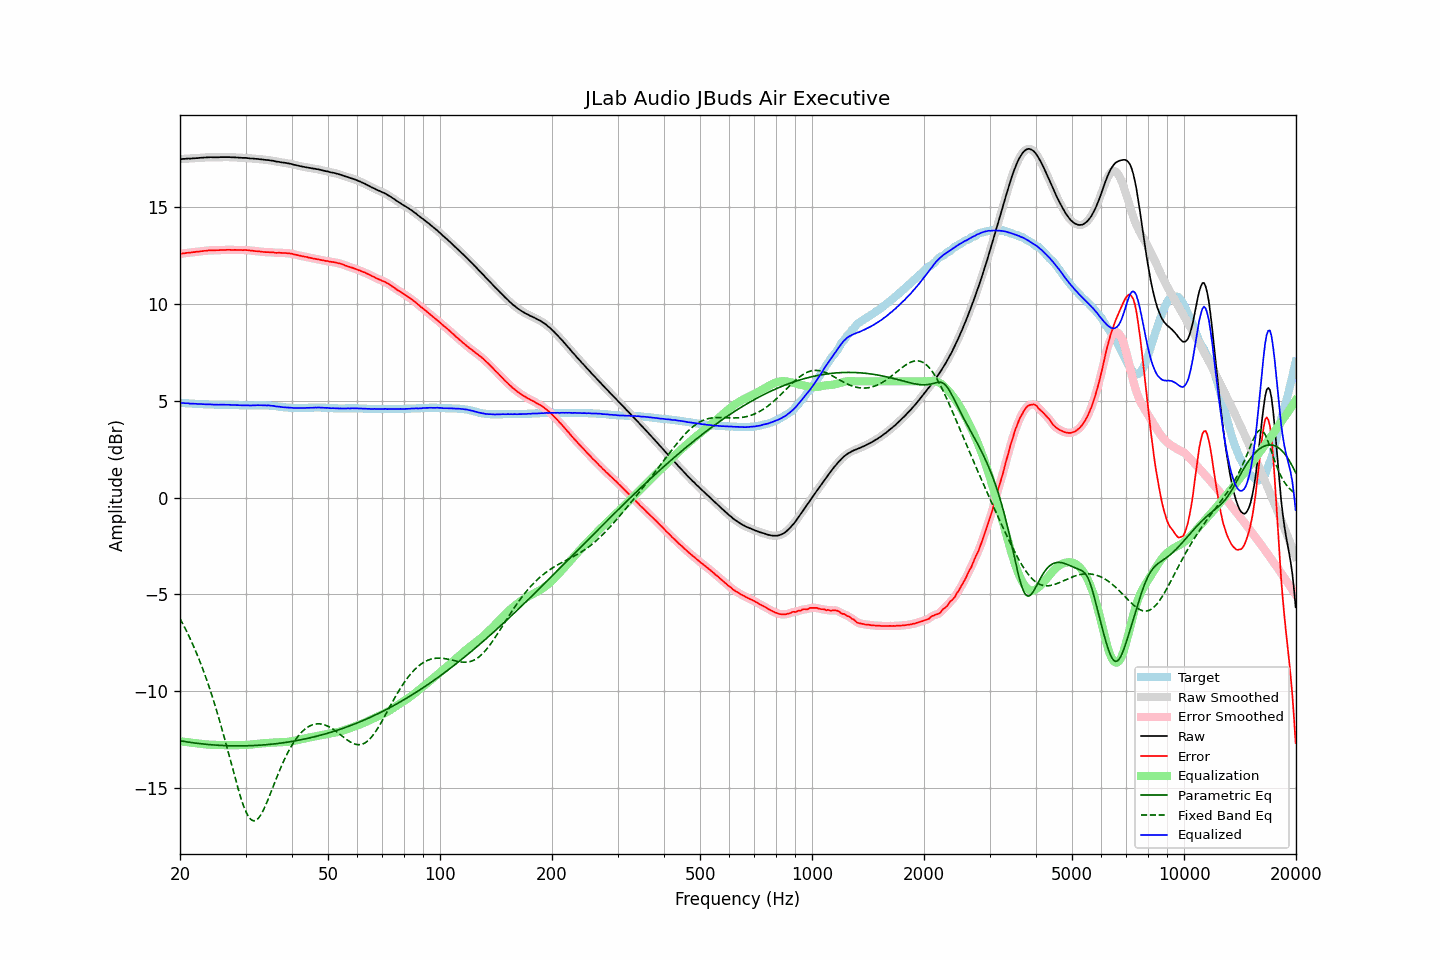 JLab Audio JBuds Air Executive
Amplitude (dBr)
15
10
5
0
−5
−10
−15
20
50
100
200
500
1000
2000
5000
10000
20000
Frequency (Hz)
Target
Raw Smoothed
Error Smoothed
Raw
Error
Equalization
Parametric Eq
Fixed Band Eq
Equalized